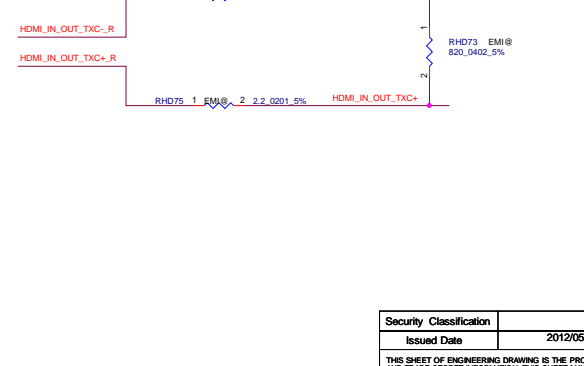 HDMI_IN_OUT_TXC-_R
1
RHD73 EMI@
820_0402_5%
HDMI_IN_OUT_TXC+_R
2
RHD75 1 EMI@ 2 2.2_0201_5% HDMI_IN_OUT_TXC+
Security Classification
Issued Date 2012/05
THIS SHEET OF ENGINEERING DRAWING IS THE PRO